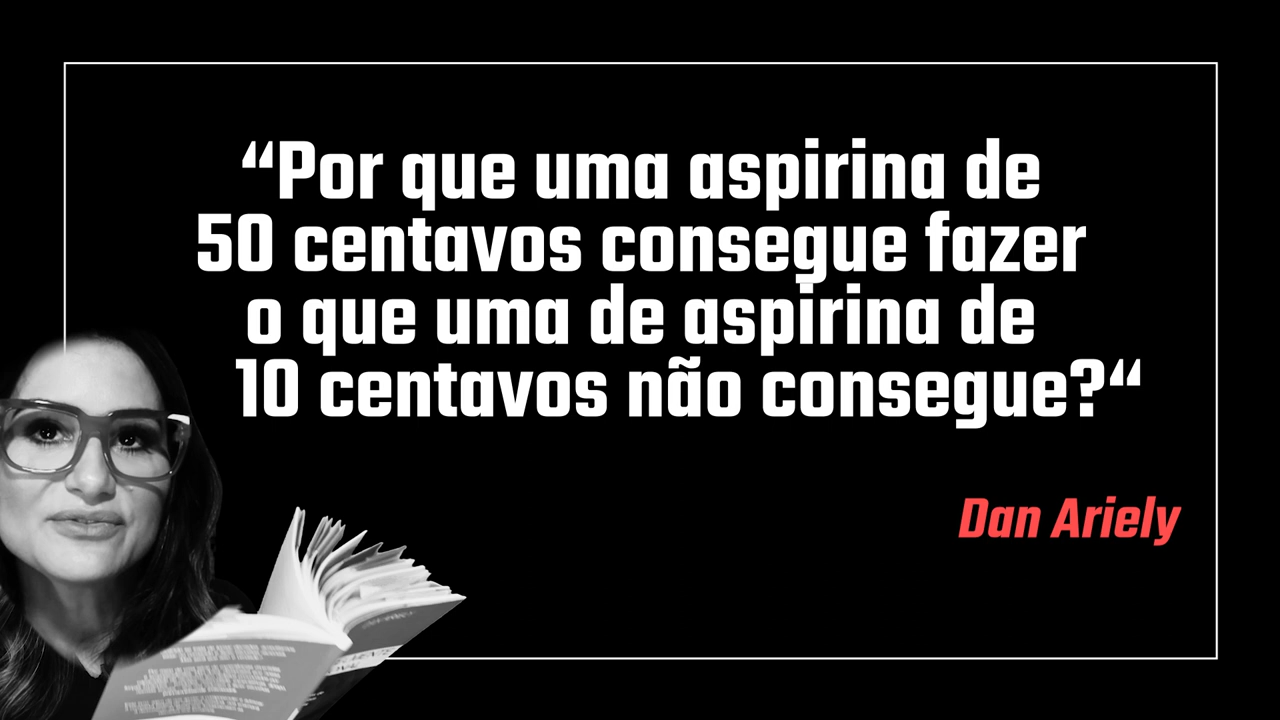 “Por que uma aspirina de
50 centavos consegue fazer
o que uma de aspirina de
10 centavos não consegue?“
Dan Ariely